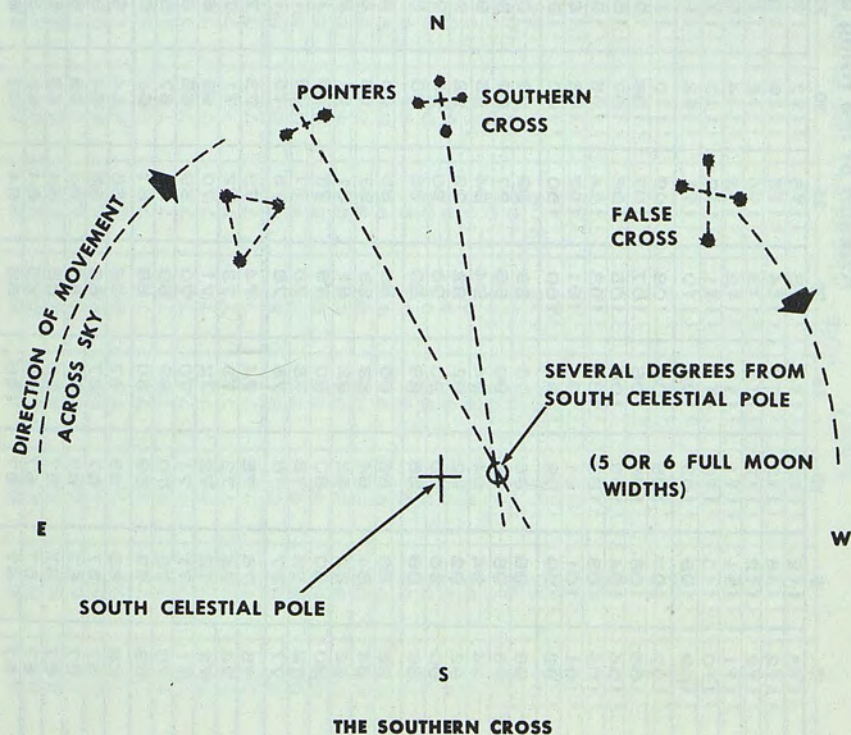 N
POINTERS
SOUTHERN
CROSS
FALSE
CROSS
DIRECTION OF MOVEMENT
ACROSS SKY
SEVERAL DEGREES FROM
SOUTH CELESTIAL POLE
(5 OR 6 FULL MOON
WIDTHS)
E
W
SOUTH CELESTIAL POLE
S
THE SOUTHERN CROSS